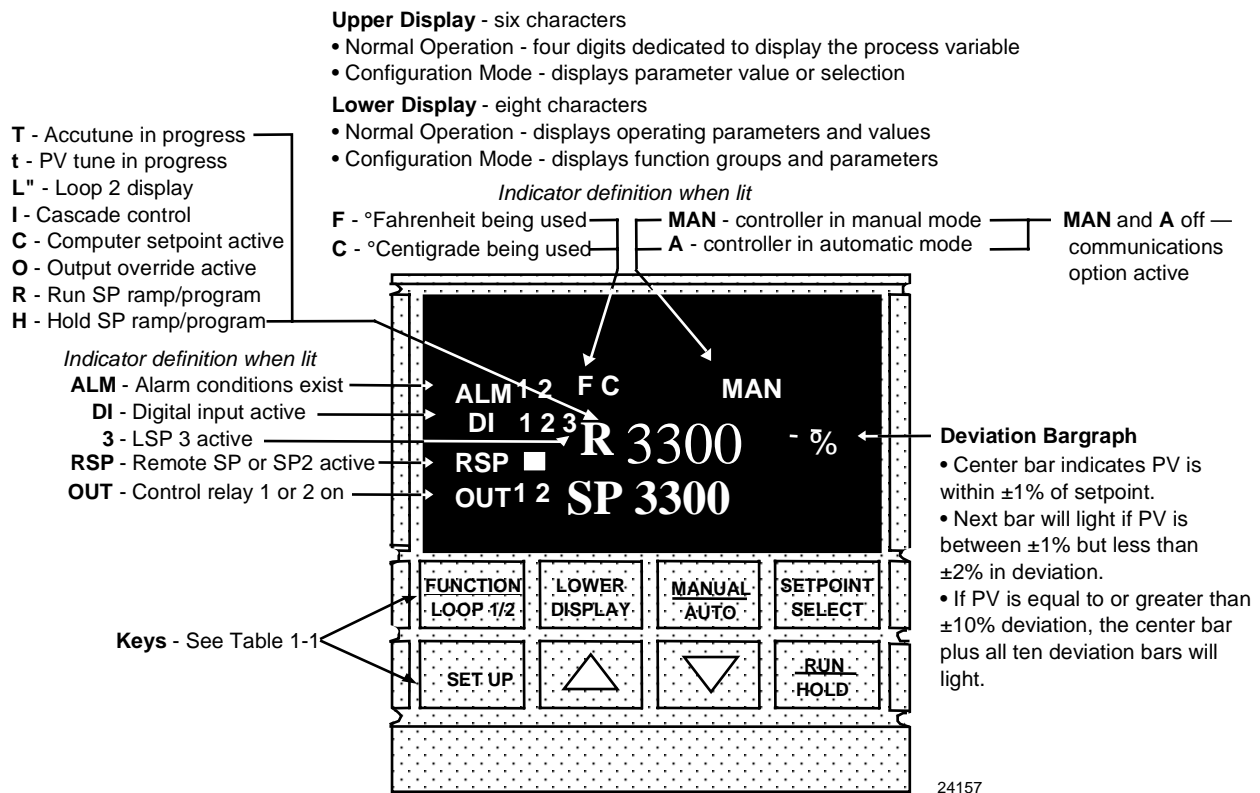 Upper Display - six characters
• Normal Operation - four digits dedicated to display the process variable
• Configuration Mode - displays parameter value or selection
Lower Display - eight characters
• Normal Operation - displays operating parameters and values
• Configuration Mode - displays function groups and parameters
T - Accutune in progress
t - PV tune in progress
L" - Loop 2 display
I - Cascade control
C - Computer setpoint active
O - Output override active
R - Run SP ramp/program
H - Hold SP ramp/program
Indicator definition when lit
F - °Fahrenheit being used
C - °Centigrade being used
MAN - controller in manual mode
A - controller in automatic mode
MAN and A off —
communications
option active
Indicator definition when lit
ALM - Alarm conditions exist
DI - Digital input active
3 - LSP 3 active
RSP - Remote SP or SP2 active
OUT - Control relay 1 or 2 on
ALM 1 2 F C MAN
DI 1 2 3 R 3300 - %
RSP
OUT 1 2 SP 3300
Deviation Bargraph
• Center bar indicates PV is
within ±1% of setpoint.
• Next bar will light if PV is
between ±1% but less than
±2% in deviation.
• If PV is equal to or greater than
±10% deviation, the center bar
plus all ten deviation bars will
light.
Keys - See Table 1-1
FUNCTION
LOOP 1/2
LOWER
DISPLAY
MANUAL
AUTO
SETPOINT
SELECT
SET UP
RUN
HOLD
24157